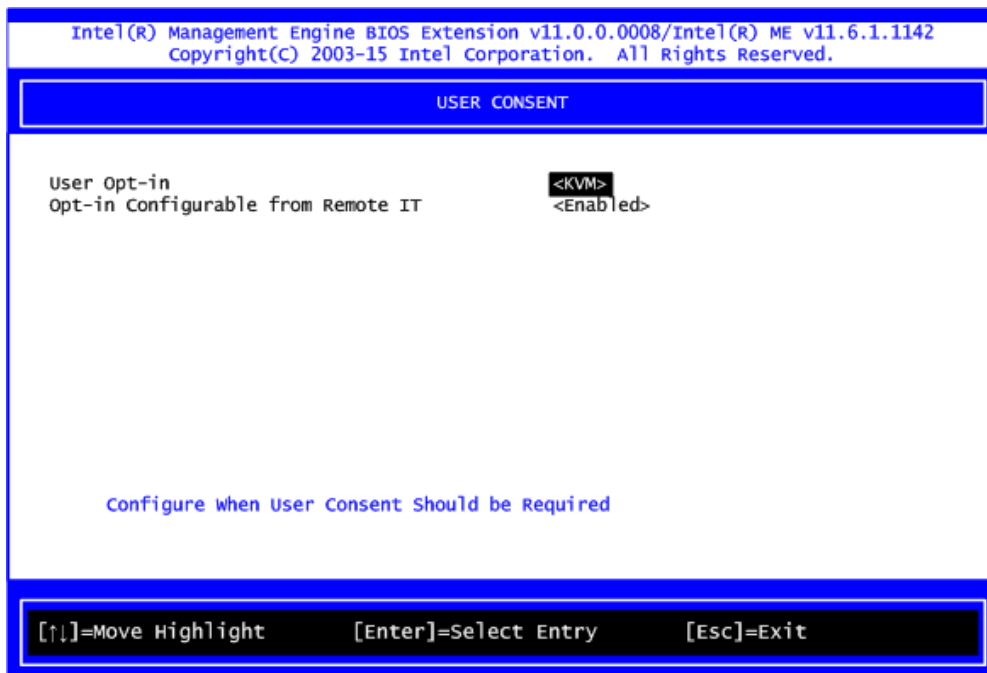 Intel(R) Management Engine BIOS Extension v11.0.0.0008/Intel(R) ME v11.6.1.1142
Copyright(C) 2003-15 Intel Corporation. All Rights Reserved.
USER CONSENT
User Opt-in <KVM>
Opt-in Configurable from Remote IT <Enabled>
Configure When User Consent Should be Required
[↑↓]=Move Highlight [Enter]=Select Entry [Esc]=Exit